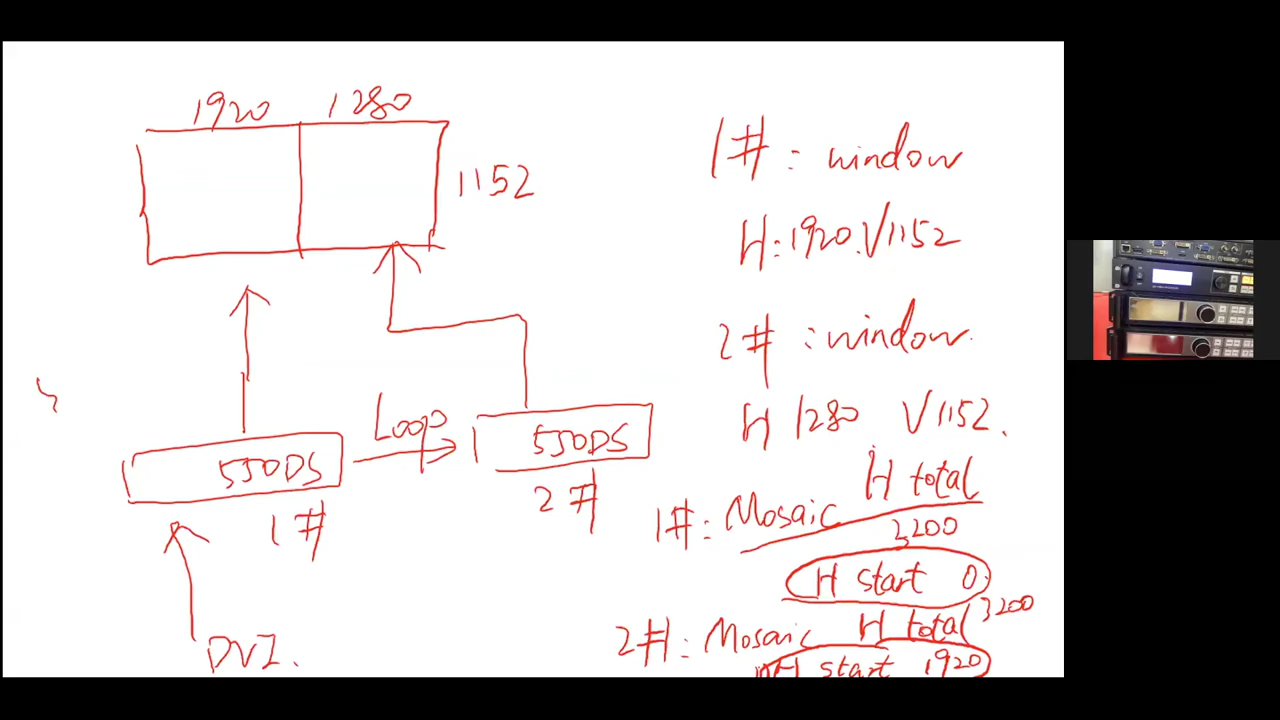 1920 1280
1152
Loop
550DS
550DS
1#
2#
DVI.
1#: window
H:1920.V1152
2#: window.
H 1280 V1152.
1#: Mosaic H total
3200
H start 0.
2#: Mosaic H total 3200
H start 1920